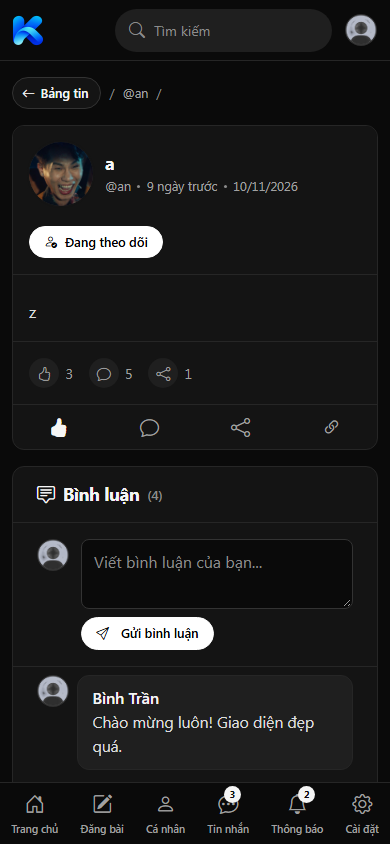 Tìm kiếm
Bảng tin / @an /
a
@an • 9 ngày trước • 10/11/2026
Đang theo dõi
z
3 5 1
Bình luận (4)
Viết bình luận của bạn...
Gửi bình luận
Bình Trần
Chào mừng luôn! Giao diện đẹp
quá.
3 2
Trang chủ Đăng bài Cá nhân Tin nhắn Thông báo Cài đặt